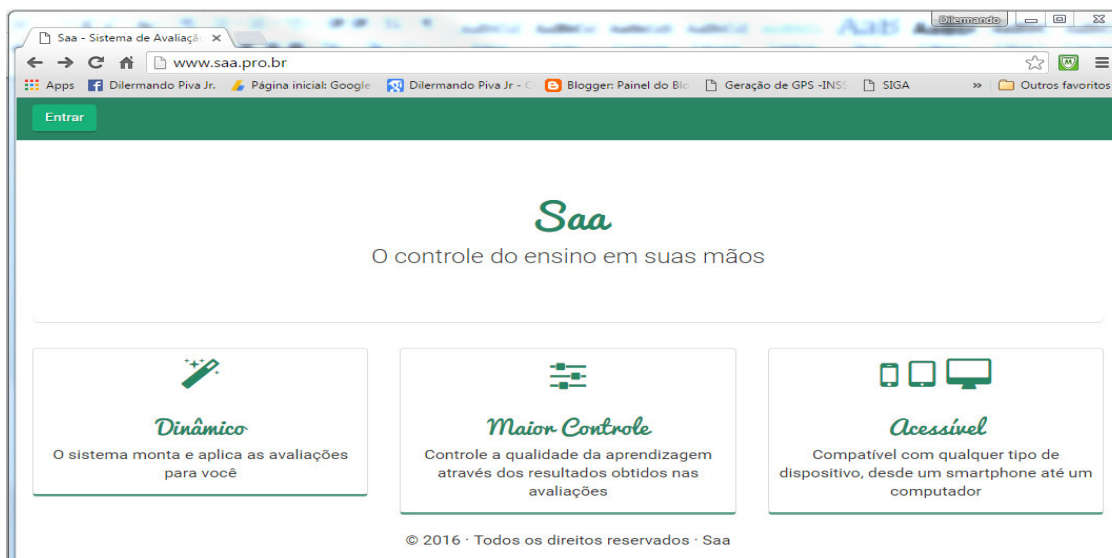 Dilermando
Saa - Sistema de Avaliaçã
www.saa.pro.br
Apps Dilermando Piva Jr. Página inicial: Google Dilermando Piva Jr - Blogger: Painel do Blo Geração de GPS -INSS SIGA » Outros favoritos
Entrar
Saa
O controle do ensino em suas mãos
Dinâmico
O sistema monta e aplica as avaliações
para você
Maior Controle
Controle a qualidade da aprendizagem
através dos resultados obtidos nas
avaliações
Acessível
Compatível com qualquer tipo de
dispositivo, desde um smartphone até um
computador
© 2016 · Todos os direitos reservados · Saa